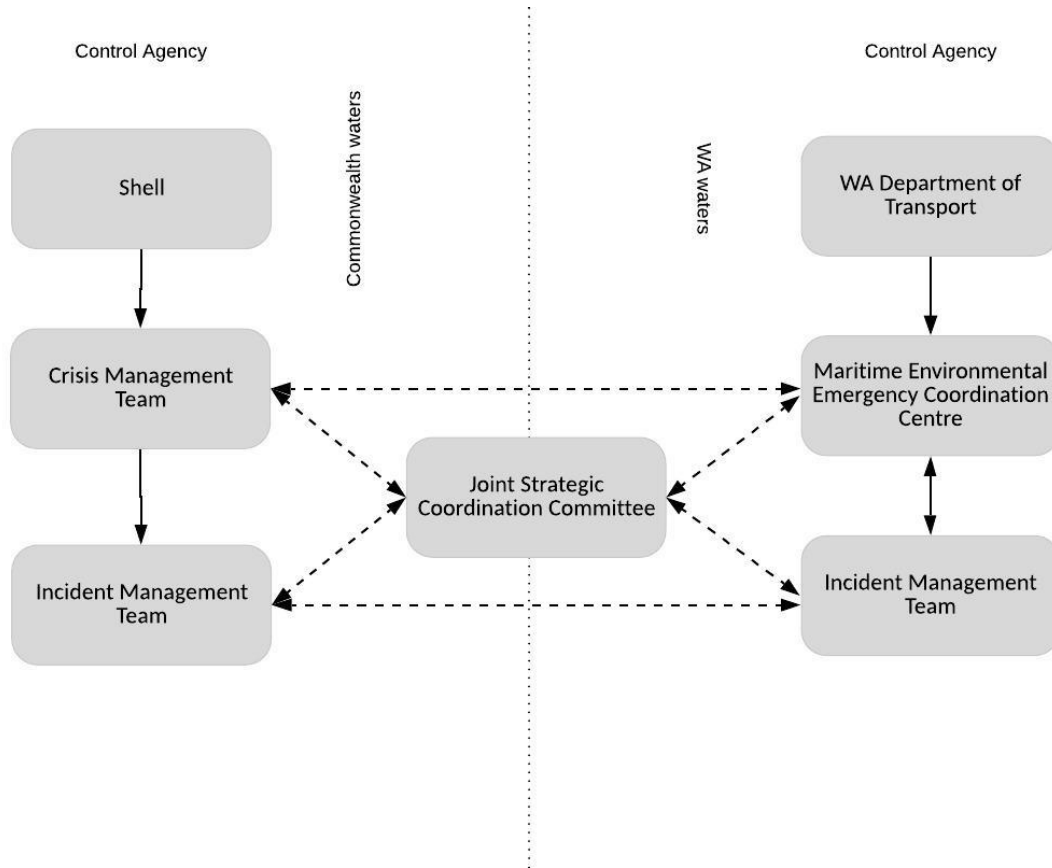 Control Agency
Control Agency
Commonwealth waters
WA waters
Shell
WA Department of
Transport
Crisis Management
Team
Maritime Environmental
Emergency Coordination
Centre
Joint Strategic
Coordination Committee
Incident Management
Team
Incident Management
Team